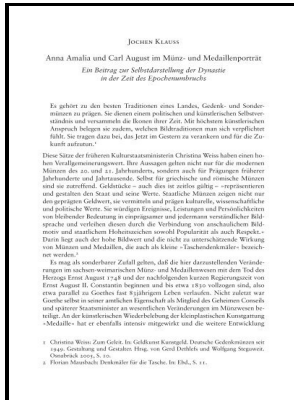 JOCHEN KLAUSS
Anna Amalia und Carl August im Münz- und Medaillenporträt
Ein Beitrag zur Selbstdarstellung der Dynastie
in der Zeit des Epochenumbruchs
Es gehört zu den besten Traditionen eines Landes, Gedenk- und Sonder-
münzen zu prägen. Sie dienen einem politischen und künstlerischen Selbstver-
ständnis und versammeln die Ikonen ihrer Zeit. Mit höchstem künstlerischen
Anspruch belegen sie zudem, welchen Bildtraditionen man sich verpflichtet
fühlt. Sie tragen dazu bei, das Jetzt im Gestern zu verankern und für die Zu-
kunft aufzutun.¹
Diese Sätze der früheren Kulturstaatsministerin Christina Weiss haben einen ho-
hen Verallgemeinerungswert. Ihre Aussagen gelten nicht nur für die modernen
Münzen des 20. und 21. Jahrhunderts, sondern auch für Prägungen früherer
Jahrhunderte und Jahrtausende. Selbst für griechische und römische Münzen
sind sie zutreffend. Geldstücke – auch dies ist zeitlos gültig – »repräsentieren
und gestalten den Staat und seine Werte. Staatliche Münzen zeigen nicht nur
den geprägten Geldwert, sie vermitteln und prägen kulturelle, wissenschaftliche
und politische Werte. Sie würdigen Ereignisse, Leistungen und Persönlichkeiten
von bleibender Bedeutung in einprägsamer und jedermann verständlicher Bild-
sprache und verleihen diesen durch die Verbindung von anschaulichem Bild-
motiv und staatlichen Hoheitszeichen sowohl Popularität als auch Respekt.«
Darin liegt auch der hohe Bildwert und die nicht zu unterschätzende Wirkung
von Münzen und Medaillen, die auch als kleine »Taschendenkmäler« bezeich-
net werden.²
Es mag als sonderbarer Zufall gelten, daß die hier darzustellenden Verände-
rungen im sachsen-weimarischen Münz- und Medaillenwesen mit dem Tod des
Herzogs Ernst August 1748 und der nachfolgenden kurzen Regierungszeit von
Ernst August II. Constantin beginnen und bis etwa 1830 vollzogen sind, also
etwa parallel zu Goethes fast 83jährigem Leben verlaufen. Nicht zuletzt war
Goethe selbst in seiner amtlichen Eigenschaft als Mitglied des Geheimen Consils
und späterer Staatsminister an wesentlichen Veränderungen im Münzwesen be-
teiligt. An der künstlerischen Wiederbelebung der kleinplastischen Kunstgattung
»Medaille« hat er ebenfalls intensiv mitgewirkt und die weitere Entwicklung
1 Christina Weiss: Zum Geleit. In: Geldkunst Kunstgeld. Deutsche Gedenkmünzen seit
1949. Gestaltung und Gestalter. Hrsg. von Gerd Dethlefs und Wolfgang Steguweit.
Osnabrück 2005, S. 10.
2 Florian Mausbach: Denkmäler für die Tasche. In: Ebd., S. 11.